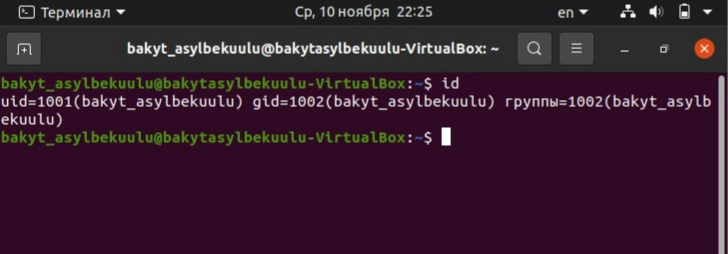 Терминал Ср, 10 ноября 22:25 en
bakyt_asylbekuulu@bakytasylbekuulu-VirtualBox: ~
bakyt_asylbekuulu@bakytasylbekuulu-VirtualBox:~$ id
uid=1001(bakyt_asylbekuulu) gid=1002(bakyt_asylbekuulu) группы=1002(bakyt_asylb
ekuulu)
bakyt_asylbekuulu@bakytasylbekuulu-VirtualBox:~$